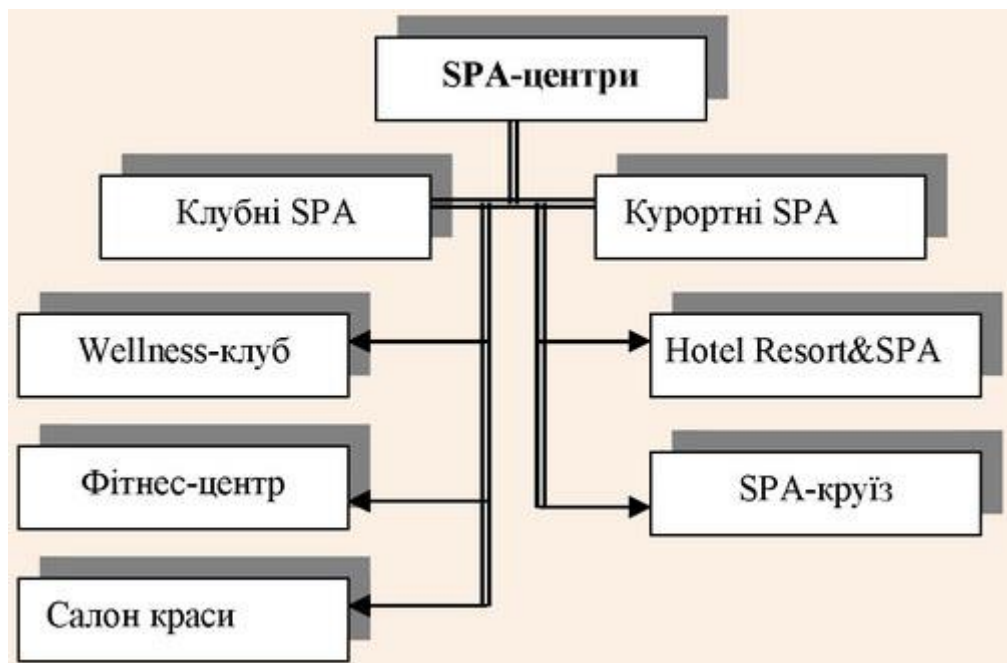 SPA-центри
Клубні SPA
Курортні SPA
Wellness-клуб
Hotel Resort&SPA
Фітнес-центр
SPA-круїз
Салон краси